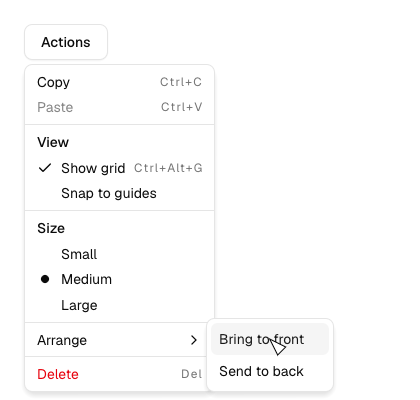 Actions
Copy Ctrl+C
Paste Ctrl+V
View
Show grid Ctrl+Alt+G
Snap to guides
Size
Small
Medium
Large
Arrange
Bring to front
Send to back
Delete Del